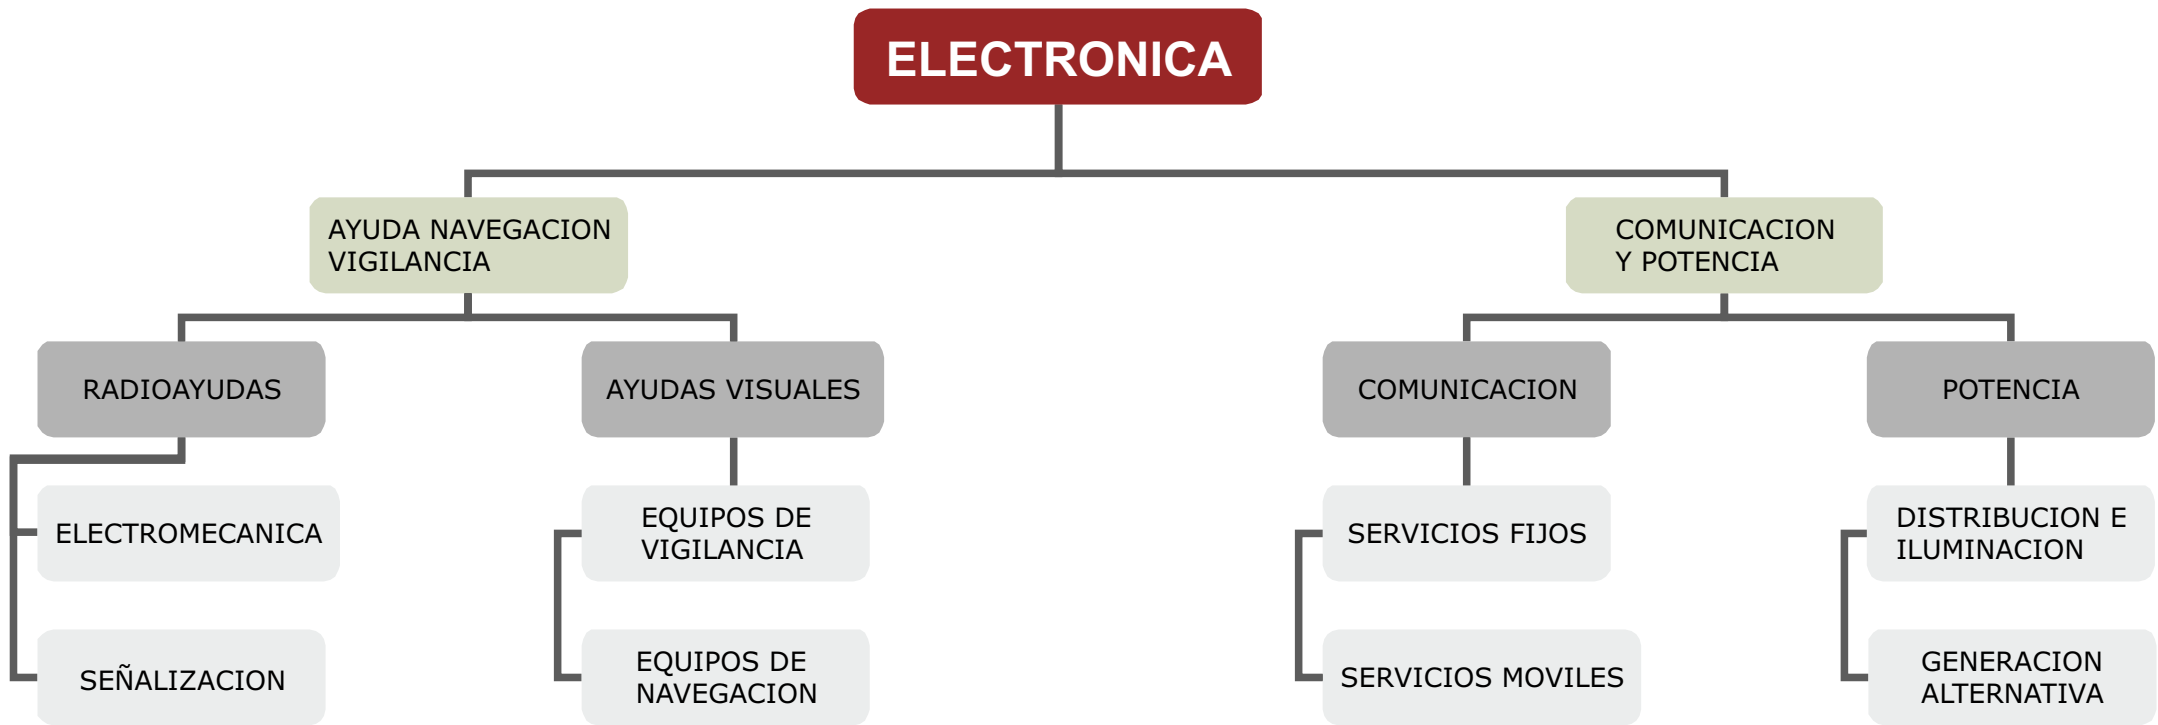 ELECTRONICA
AYUDA NAVEGACION
VIGILANCIA
COMUNICACION
Y POTENCIA
RADIOAYUDAS
AYUDAS VISUALES
COMUNICACION
POTENCIA
ELECTROMECANICA
EQUIPOS DE
VIGILANCIA
SERVICIOS FIJOS
DISTRIBUCION E
ILUMINACION
SEÑALIZACION
EQUIPOS DE
NAVEGACION
SERVICIOS MOVILES
GENERACION
ALTERNATIVA